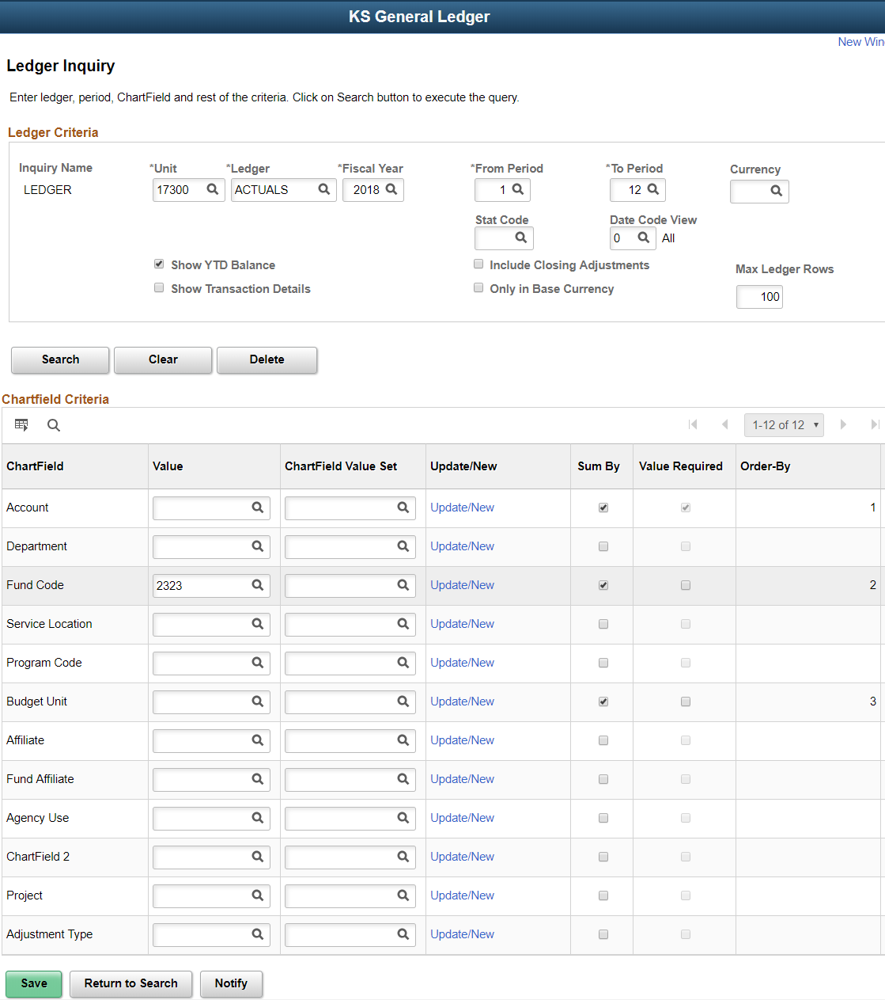 KS General Ledger
New Win
Ledger Inquiry
Enter ledger, period, ChartField and rest of the criteria. Click on Search button to execute the query.
Ledger Criteria
Inquiry Name *Unit *Ledger *Fiscal Year *From Period *To Period Currency
LEDGER 17300 ACTUALS 2018 1 12
Stat Code Date Code View
0 All
Show YTD Balance Include Closing Adjustments Max Ledger Rows
Show Transaction Details Only in Base Currency
100
Search Clear Delete
Chartfield Criteria
1-12 of 12
ChartField Value ChartField Value Set Update/New Sum By Value Required Order-By
Account Update/New 1
Department Update/New
Fund Code 2323 Update/New 2
Service Location Update/New
Program Code Update/New
Budget Unit Update/New 3
Affiliate Update/New
Fund Affiliate Update/New
Agency Use Update/New
ChartField 2 Update/New
Project Update/New
Adjustment Type Update/New
Save Return to Search Notify